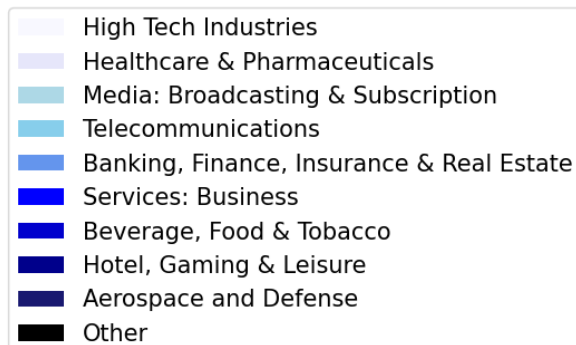 High Tech Industries
Healthcare & Pharmaceuticals
Media: Broadcasting & Subscription
Telecommunications
Banking, Finance, Insurance & Real Estate
Services: Business
Beverage, Food & Tobacco
Hotel, Gaming & Leisure
Aerospace and Defense
Other